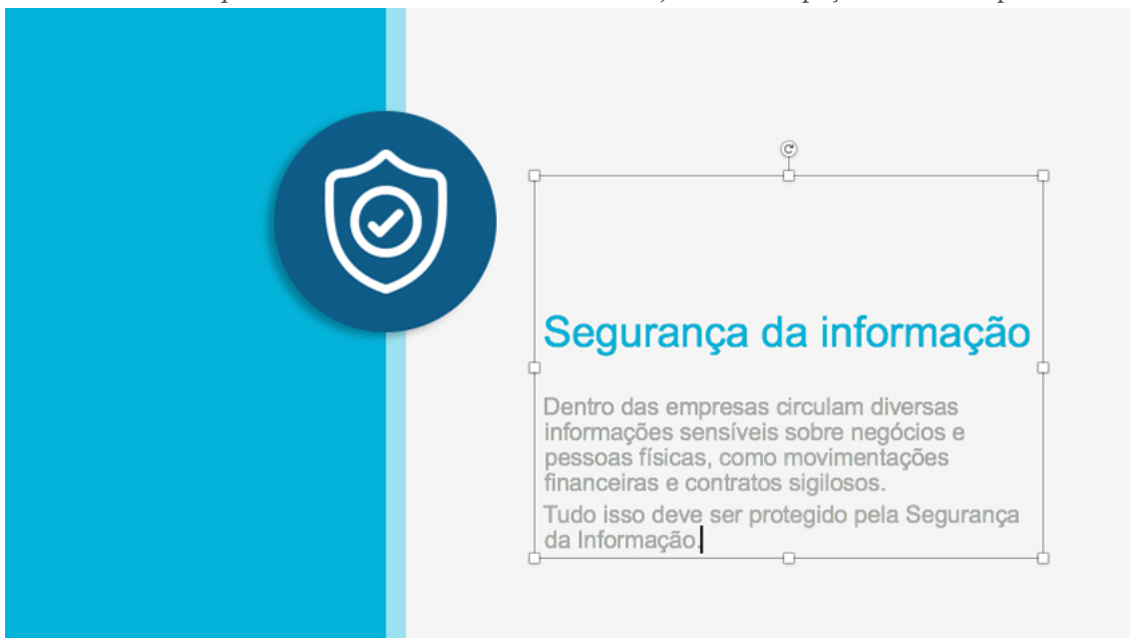 Segurança da informação
Dentro das empresas circulam diversas
informações sensíveis sobre negócios e
pessoas físicas, como movimentações
financeiras e contratos sigilosos.
Tudo isso deve ser protegido pela Segurança
da Informação.